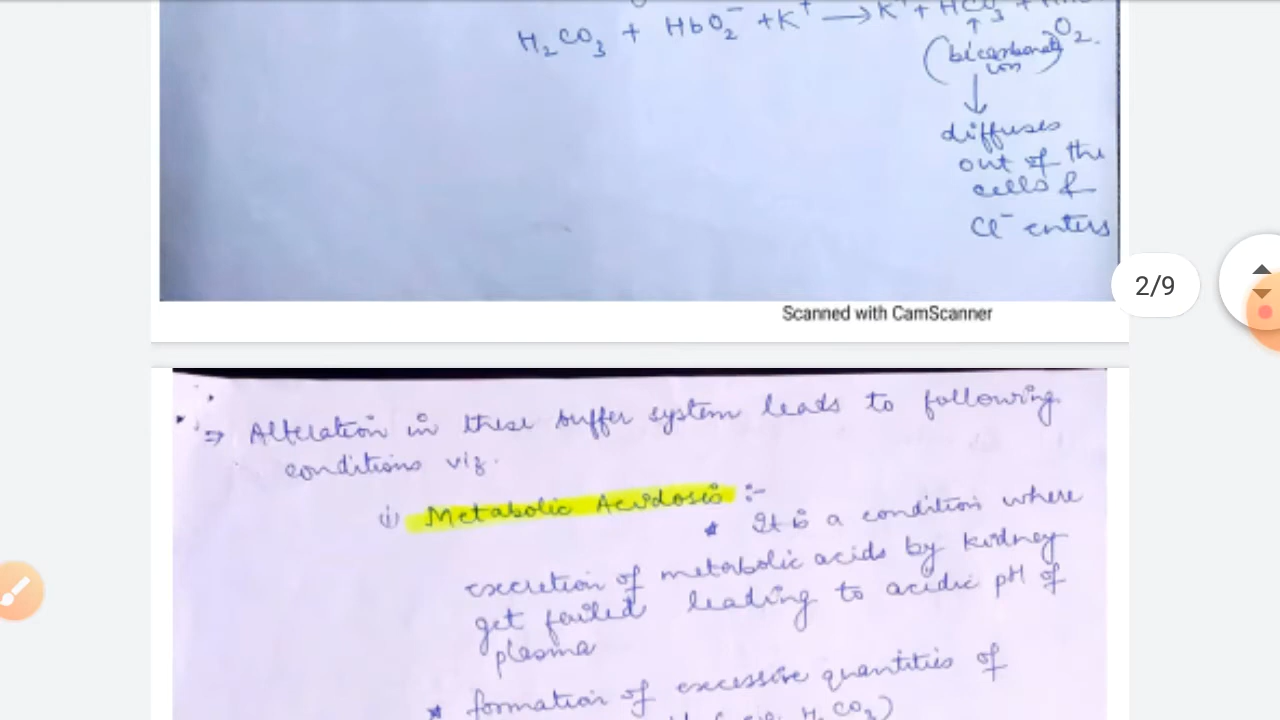 H2CO3 + HbO2⁻ + K⁺ → K⁺ + HCO3
O2.
(bicarbonate ion)
↓
diffuses
out of the
cells &
Cl⁻ enters
2/9
Scanned with CamScanner
⇒ Alteration in these buffer system leads to following
conditions viz.
(i) Metabolic Acidosis :-
* It is a condition where
excretion of metabolic acids by kidney
get failed leading to acidic pH of
plasma
* formation of excessive quantities of
H2CO3)